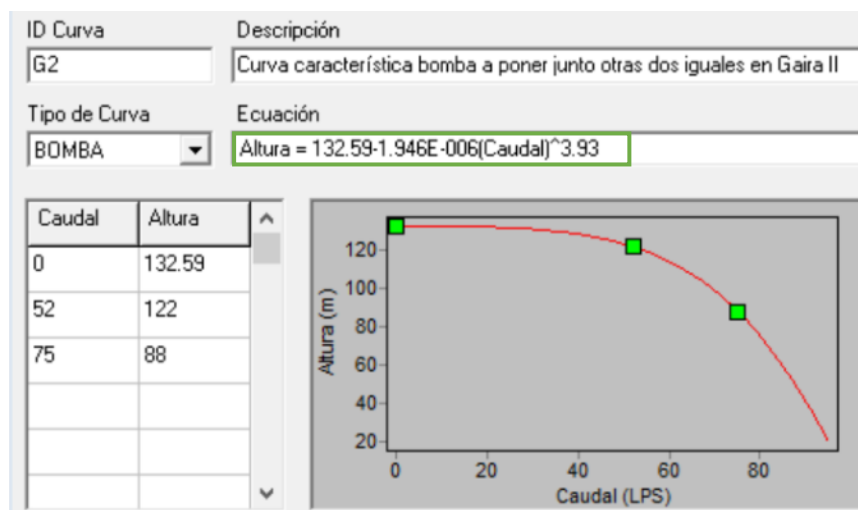 ID Curva Descripción
G2 Curva característica bomba a poner junto otras dos iguales en Gaira II
Tipo de Curva Ecuación
BOMBA Altura = 132.59-1.946E-006(Caudal)^3.93
Caudal Altura
0 132.59
52 122
75 88
Altura (m)
120
100
80
60
40
20
0 20 40 60 80
Caudal (LPS)